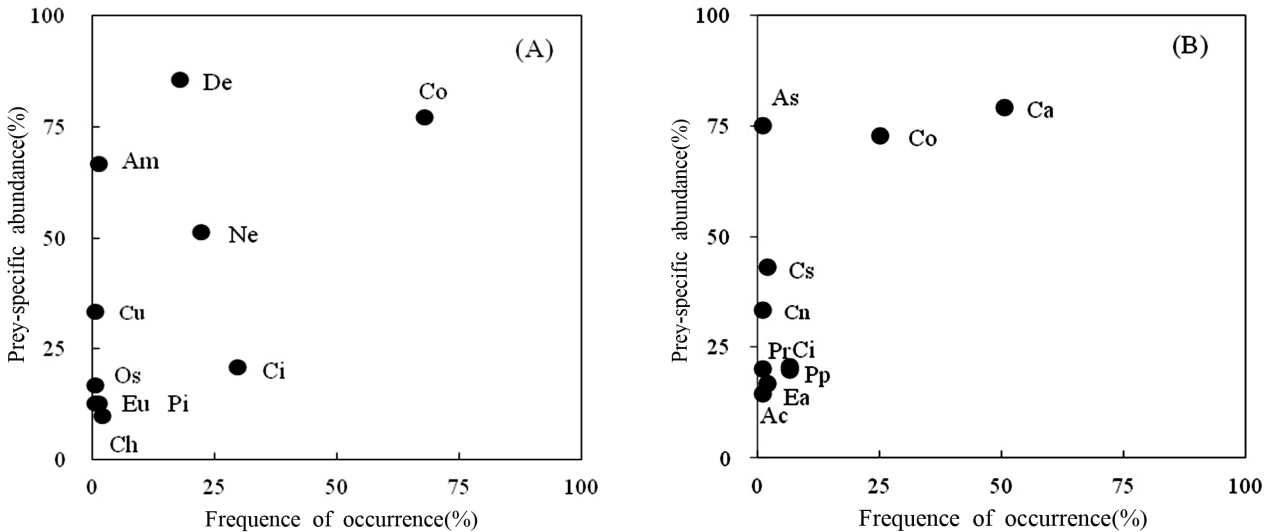 100
(A)
De
Co
75
Am
50
Ne
Cu
25
Os
Ci
Eu Pi
Ch
0
0 25 50 75 100
Frequence of occurrence(%)
Prey-specific abundance(%)
100
(B)
As
Ca
75
Co
50
Cs
Cn
25
Pr Ci
Pp
Ea
Ac
0
0 25 50 75 100
Frequence of occurrence(%)
Prey-specific abundance(%)